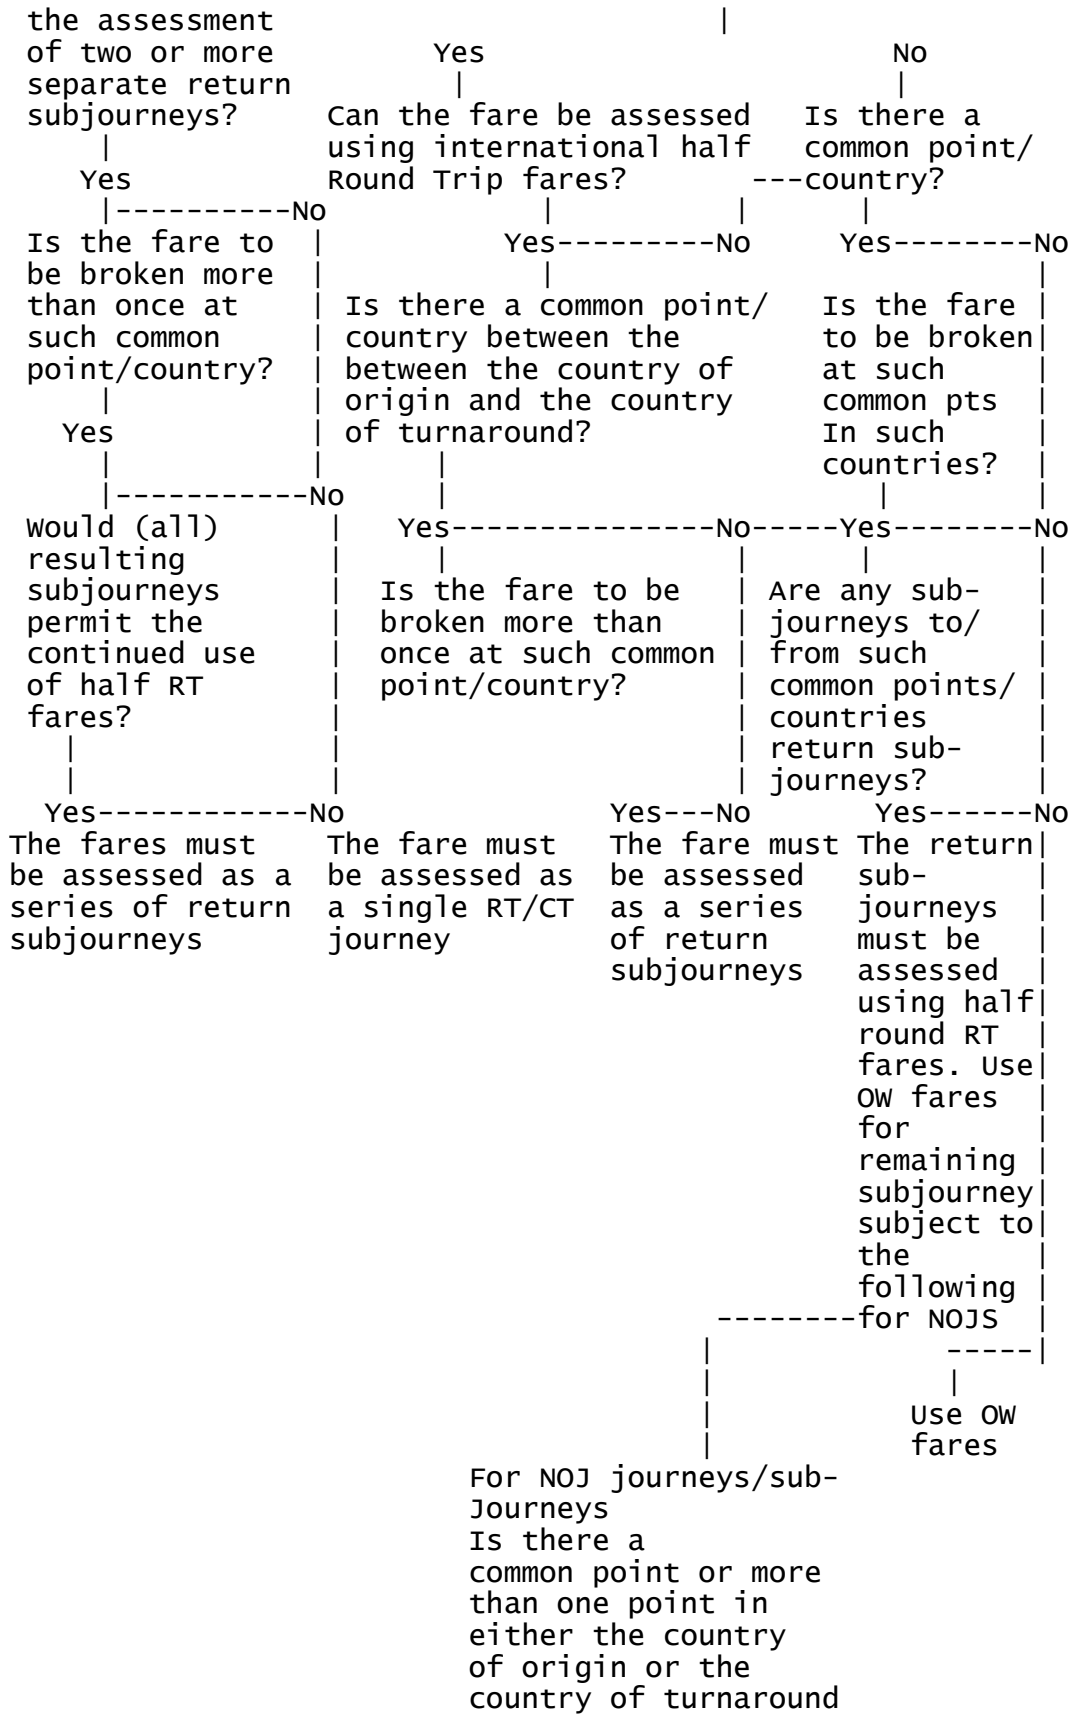 the assessment |
of two or more Yes No
separate return | |
subjourneys? Can the fare be assessed Is there a
| using international half common point/
Yes Round Trip fares? ---country?
|----------No | | |
Is the fare to | Yes---------No Yes--------No
be broken more | | |
than once at | Is there a common point/ Is the fare |
such common | country between the to be broken|
point/country? | between the country of at such |
| | origin and the country common pts |
Yes | of turnaround? In such |
| | | countries? |
|-----------No | | |
Would (all) | Yes---------------No-----Yes--------No
resulting | | | | |
subjourneys | Is the fare to be | Are any sub- |
permit the | broken more than | journeys to/ |
continued use | once at such common | from such |
of half RT | point/country? | common points/ |
fares? | | countries |
| | | return sub- |
| | | journeys? |
Yes------------No Yes---No Yes------No
The fares must The fare must The fare must The return|
be assessed as a be assessed as be assessed sub- |
series of return a single RT/CT as a series journeys |
subjourneys journey of return must be |
subjourneys assessed |
using half|
round RT |
fares. Use|
OW fares |
for |
remaining |
subjourney|
subject to|
the |
following |
--------for NOJS |
| -----|
| |
| Use OW
| fares
For NOJ journeys/sub-
Journeys
Is there a
common point or more
than one point in
either the country
of origin or the
country of turnaround